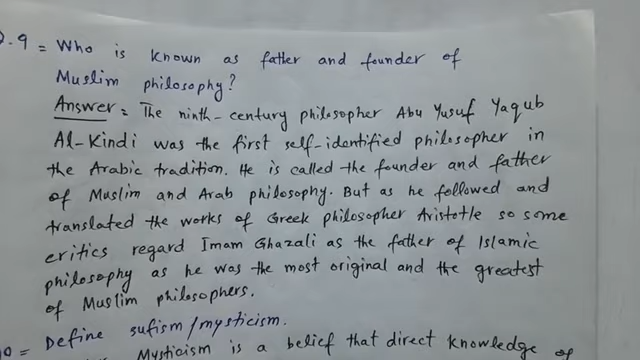 Q.9 = Who is known as father and founder of
Muslim philosophy?
Answer = The ninth-century philosopher Abu Yusuf Yaqub
Al-Kindi was the first self-identified philosopher in
the Arabic tradition. He is called the founder and father
of Muslim and Arab philosophy. But as he followed and
translated the works of Greek philosopher Aristotle so some
critics regard Imam Ghazali as the father of Islamic
philosophy as he was the most original and the greatest
of Muslim philosophers.
10 = Define sufism/mysticism.
Mysticism is a belief that direct knowledge of